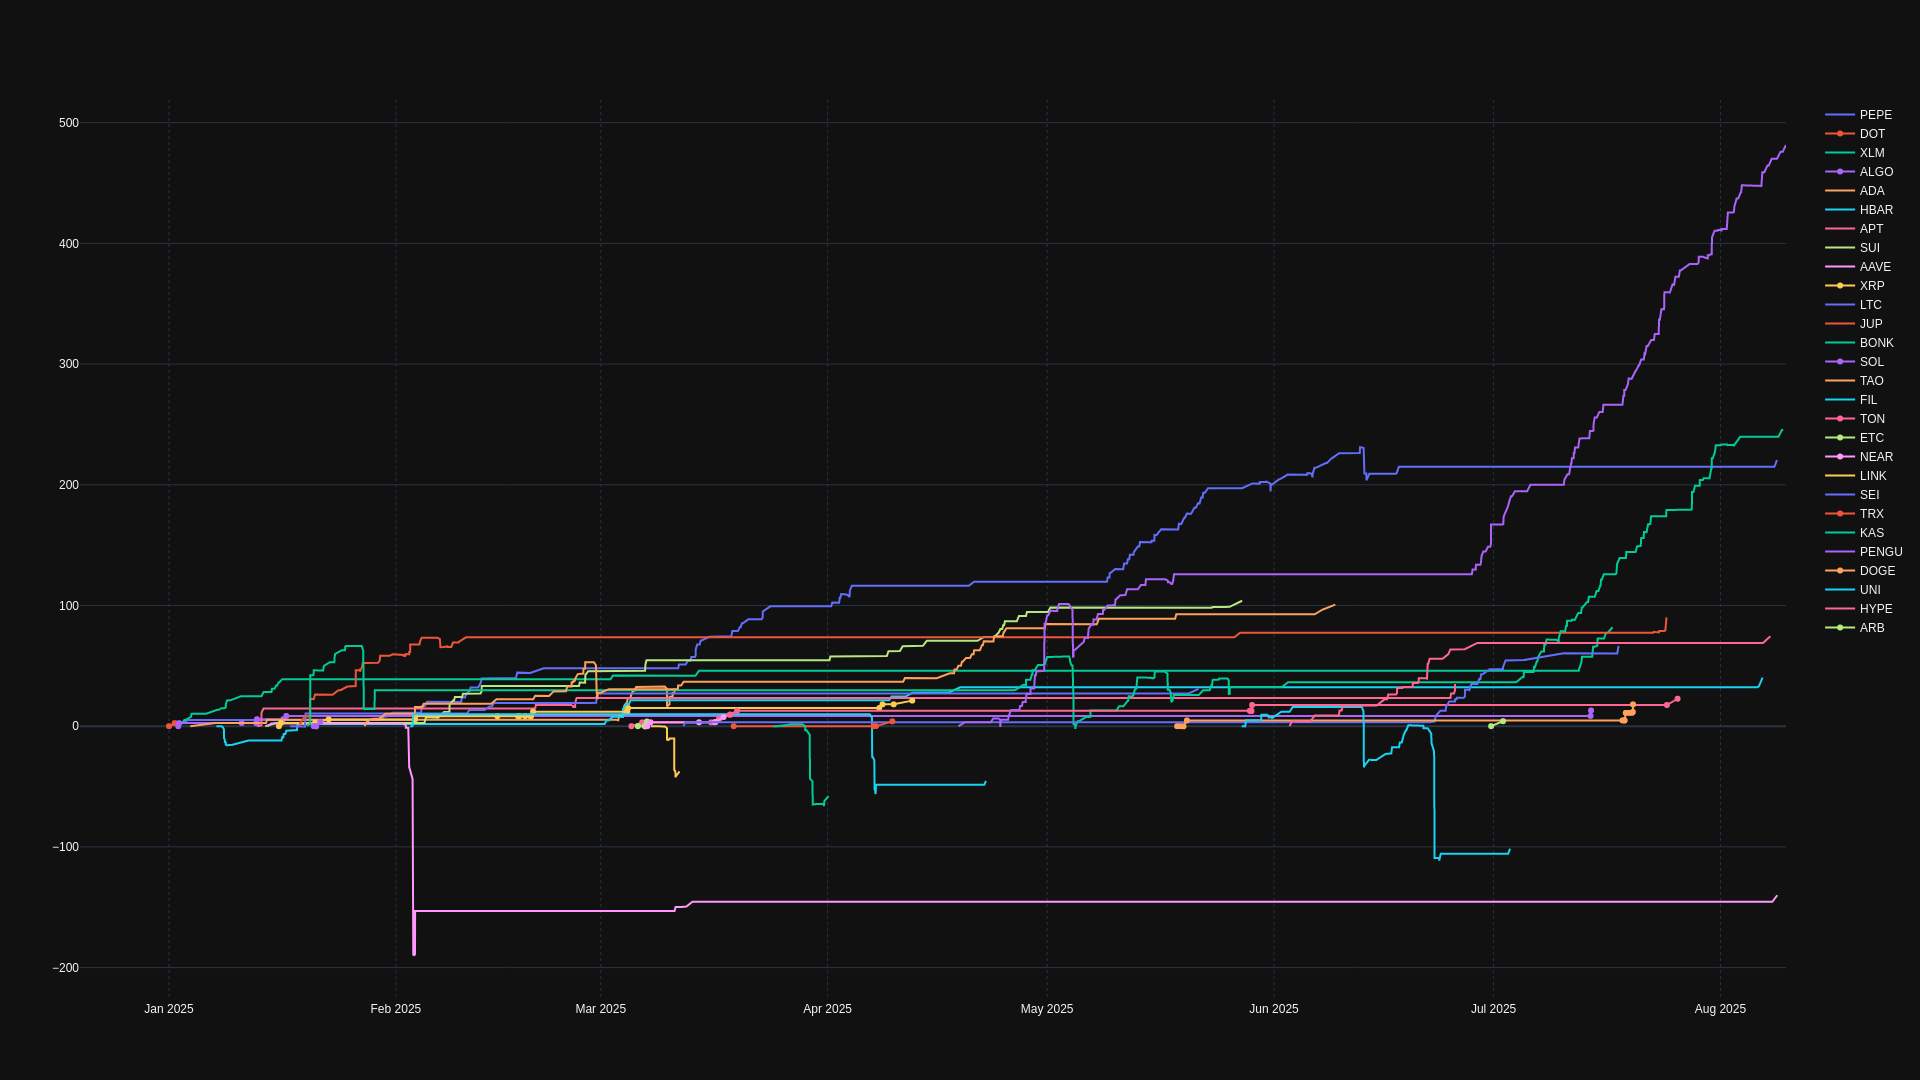 500
400
300
200
100
0
−100
−200
Jan 2025
Feb 2025
Mar 2025
Apr 2025
May 2025
Jun 2025
Jul 2025
Aug 2025
PEPE
DOT
XLM
ALGO
ADA
HBAR
APT
SUI
AAVE
XRP
LTC
JUP
BONK
SOL
TAO
FIL
TON
ETC
NEAR
LINK
SEI
TRX
KAS
PENGU
DOGE
UNI
HYPE
ARB